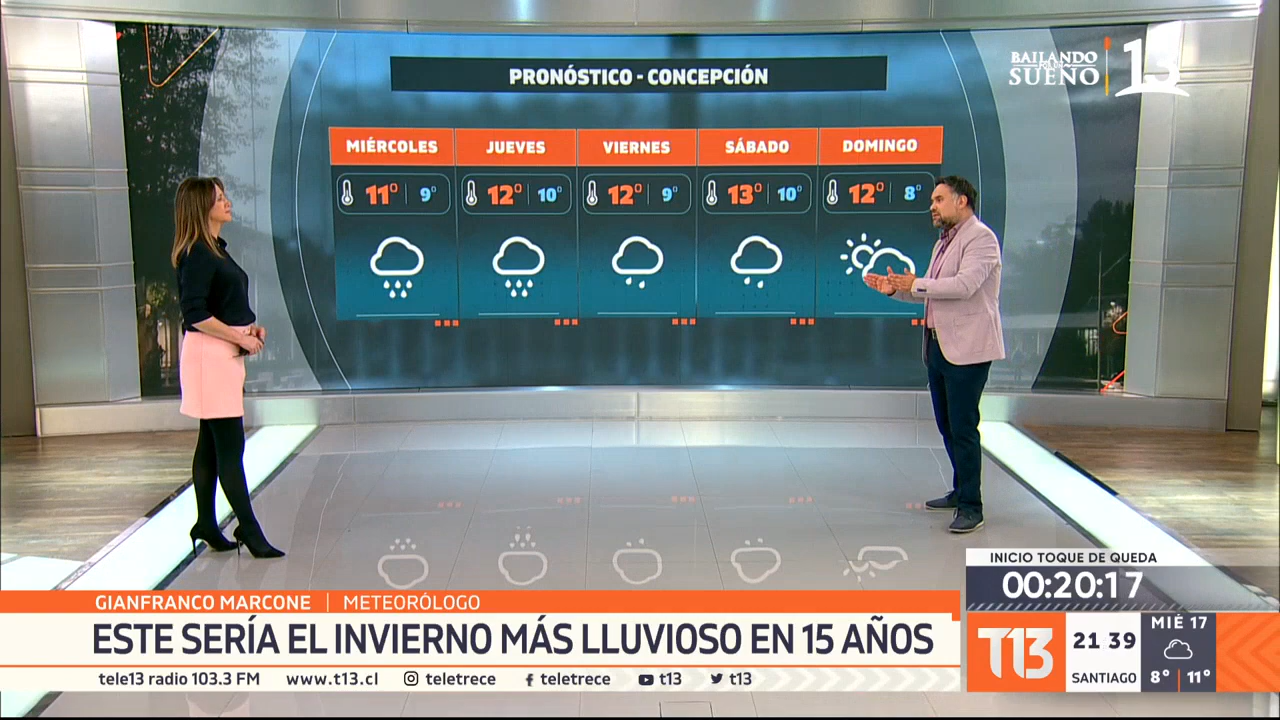 BAILANDO
POR UN
SUEÑO
13
PRONÓSTICO - CONCEPCIÓN
MIÉRCOLES
JUEVES
VIERNES
SÁBADO
DOMINGO
11° 9°
12° 10°
12° 9°
13° 10°
12° 8°
INICIO TOQUE DE QUEDA
00:20:17
GIANFRANCO MARCONE | METEORÓLOGO
ESTE SERÍA EL INVIERNO MÁS LLUVIOSO EN 15 AÑOS
tele13 radio 103.3 FM www.t13.cl teletrece teletrece t13 t13
T13
21 39
SANTIAGO
MIÉ 17
8° 11°